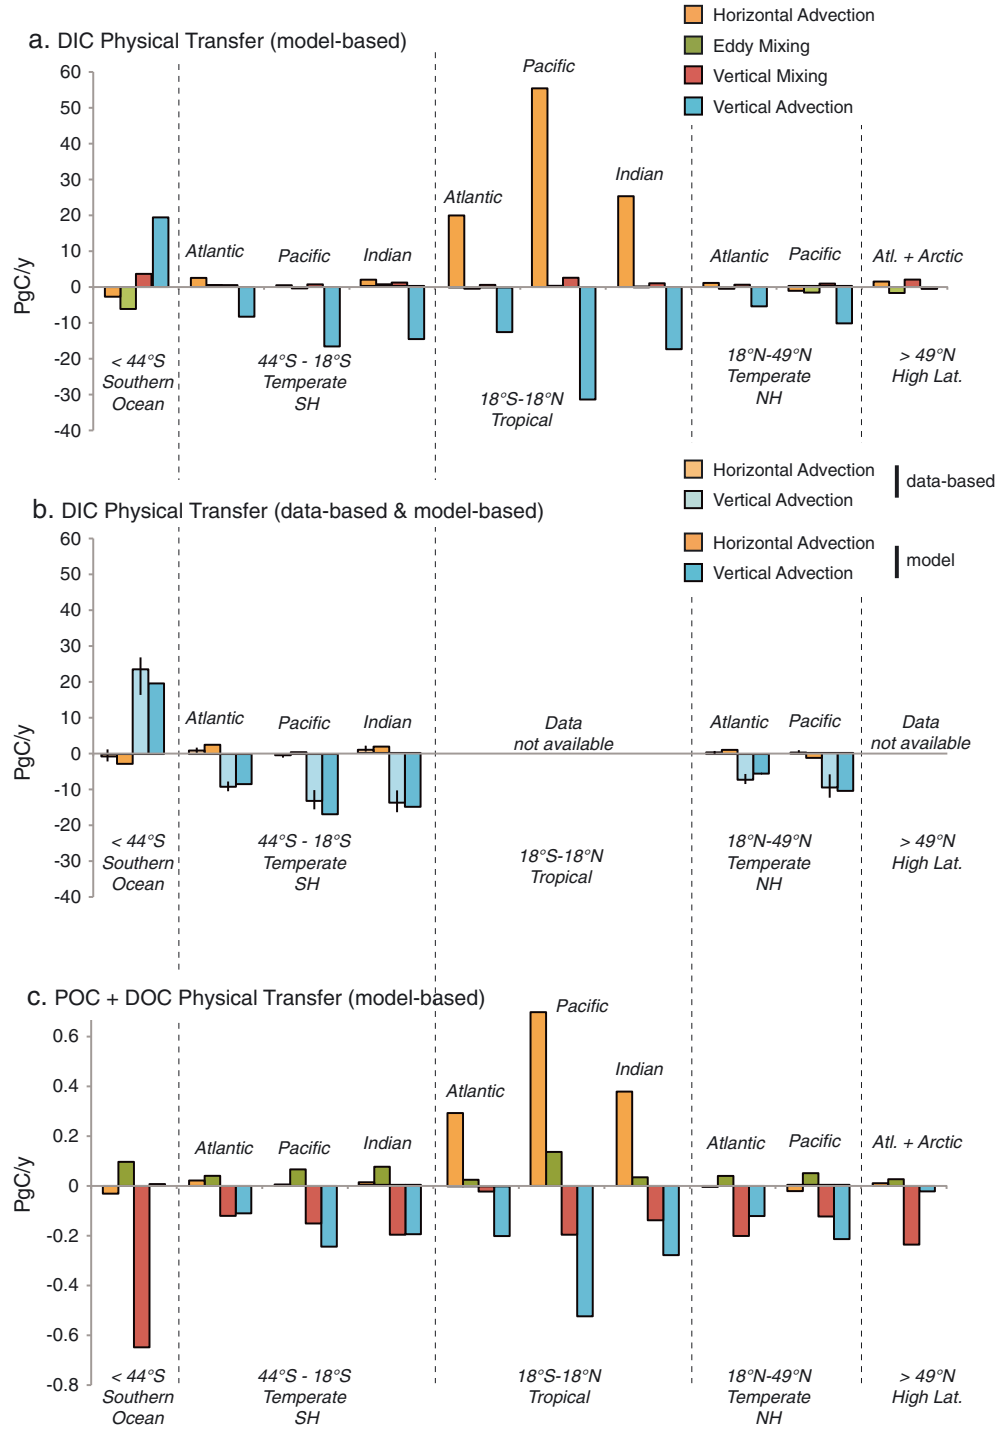 Horizontal Advection
Eddy Mixing
Vertical Mixing
Vertical Advection
a. DIC Physical Transfer (model-based)
PgC/y
60
50
40
30
20
10
0
-10
-20
-30
-40
Atlantic
Pacific
Indian
Atlantic
Pacific
Indian
Atlantic
Pacific
Atl. + Arctic
< 44°S
Southern
Ocean
44°S - 18°S
Temperate
SH
18°S-18°N
Tropical
18°N-49°N
Temperate
NH
> 49°N
High Lat.
Horizontal Advection
Vertical Advection
data-based
Horizontal Advection
Vertical Advection
model
b. DIC Physical Transfer (data-based & model-based)
PgC/y
60
50
40
30
20
10
0
-10
-20
-30
-40
Atlantic
Pacific
Indian
Data
not available
Atlantic
Pacific
Data
not available
< 44°S
Southern
Ocean
44°S - 18°S
Temperate
SH
18°S-18°N
Tropical
18°N-49°N
Temperate
NH
> 49°N
High Lat.
c. POC + DOC Physical Transfer (model-based)
PgC/y
0.6
0.4
0.2
0
-0.2
-0.4
-0.6
-0.8
Atlantic
Pacific
Indian
Atlantic
Pacific
Indian
Atlantic
Pacific
Atl. + Arctic
< 44°S
Southern
Ocean
44°S - 18°S
Temperate
SH
18°S-18°N
Tropical
18°N-49°N
Temperate
NH
> 49°N
High Lat.